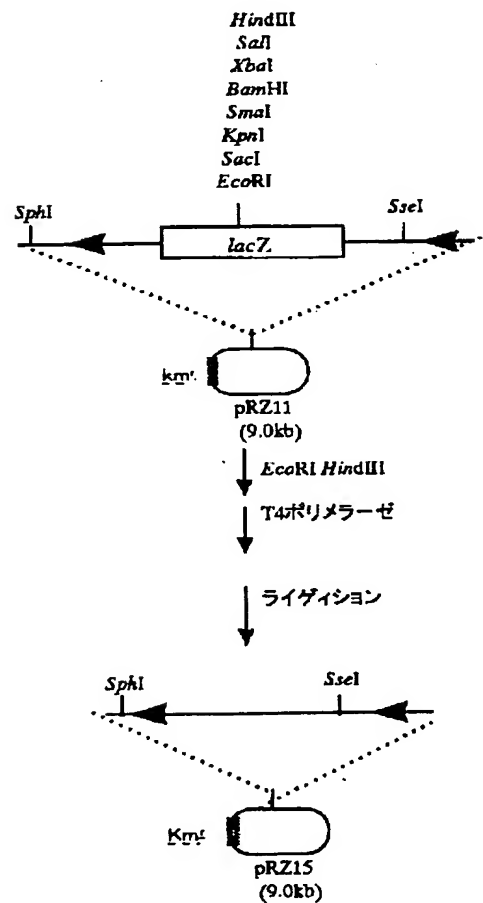 HindIII
SalI
XbaI
BamHI
SmaI
KpnI
SacI
EcoRI
SphI
SseI
lacZ
kmʳ
pRZ11
(9.0kb)
EcoRI HindIII
T4ポリメラーゼ
ライゲィション
SphI
SseI
Kmʳ
pRZ15
(9.0kb)